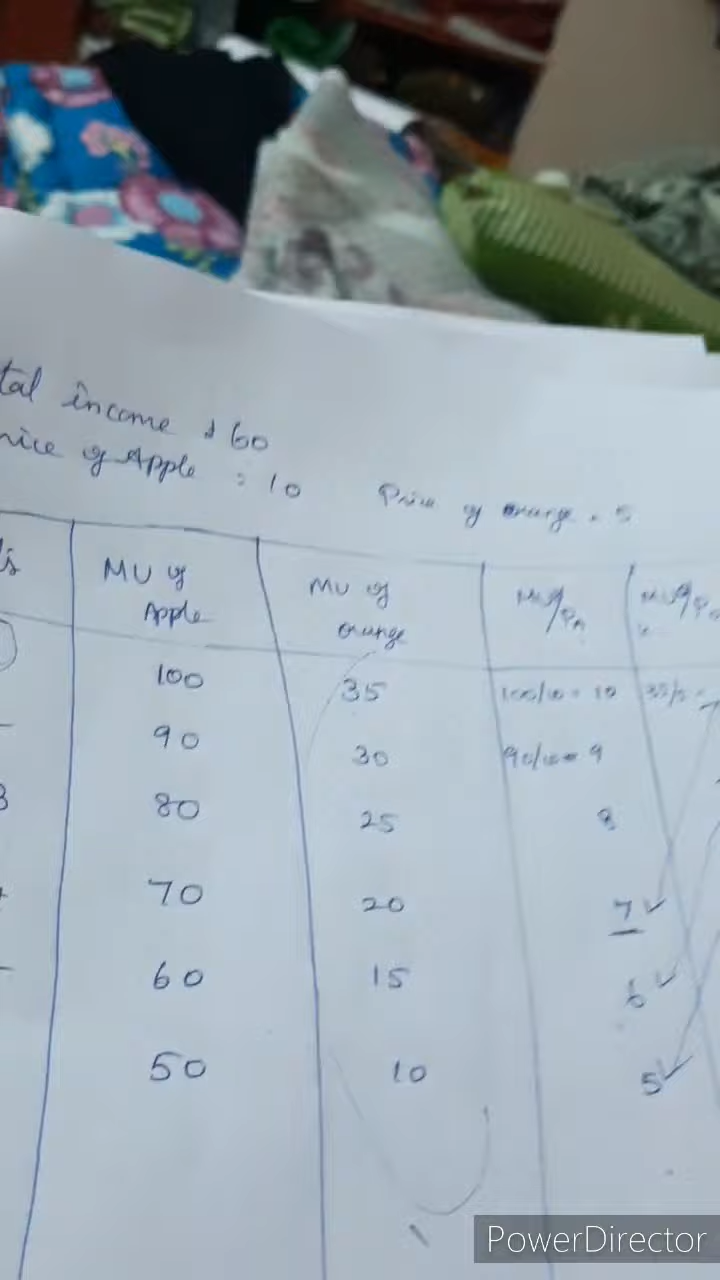 tal income $ 60
rice of Apple = 10 Price of orange = 5
MU of Apple MU of orange MU/PA
100 35 100/10 = 10 35/5 =
90 30 90/10 = 9
80 25 8
70 20 7 ✓
60 15 6 ✓
50 10 5 ✓
PowerDirector